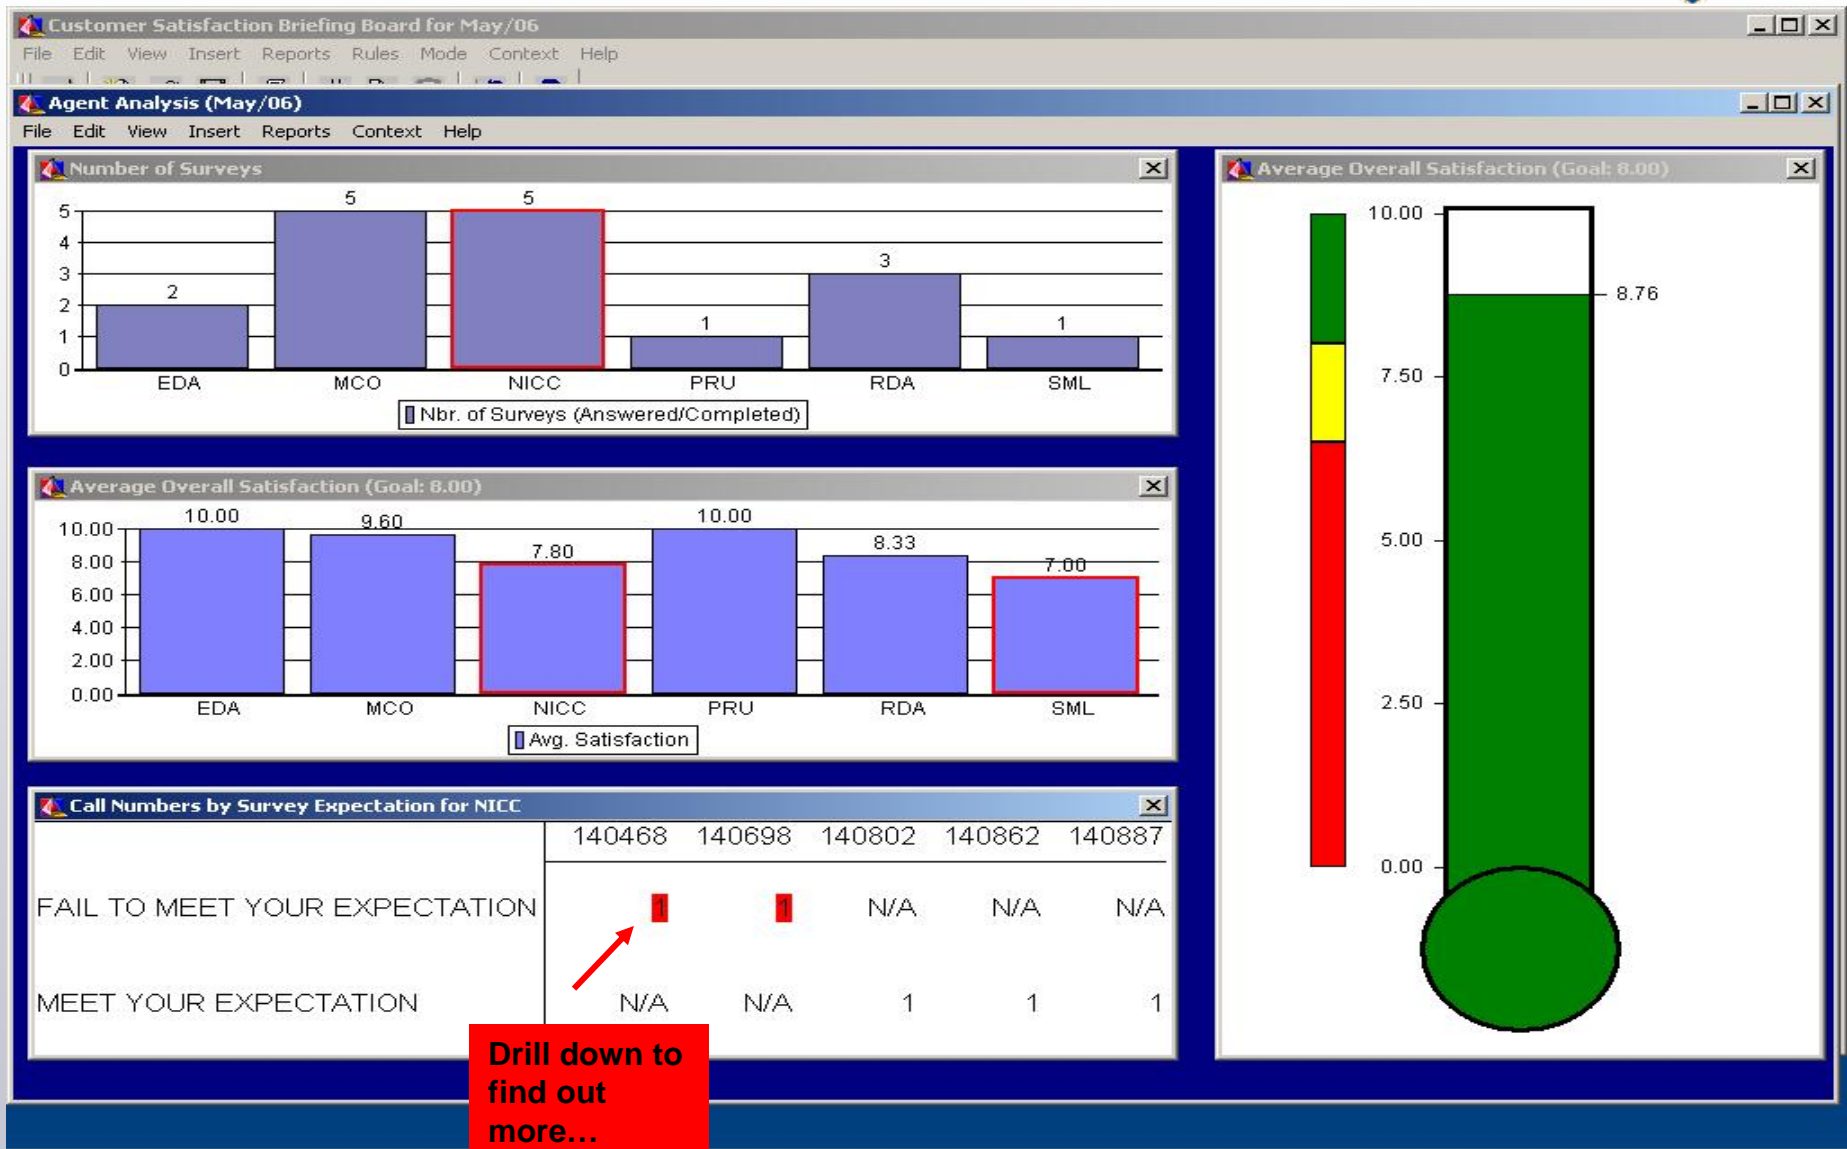 Customer Satisfaction Briefing Board for May/06
File Edit View Insert Reports Rules Mode Context Help
Agent Analysis (May/06)
File Edit View Insert Reports Context Help
Number of Surveys
5
4
3
2
1
0
2
5
5
1
3
1
EDA MCO NICC PRU RDA SML
Nbr. of Surveys (Answered/Completed)
Average Overall Satisfaction (Goal: 8.00)
10.00
8.00
6.00
4.00
2.00
0.00
10.00
9.60
7.80
10.00
8.33
7.00
EDA MCO NICC PRU RDA SML
Avg. Satisfaction
Call Numbers by Survey Expectation for NICC
140468 140698 140802 140862 140887
FAIL TO MEET YOUR EXPECTATION 1 1 N/A N/A N/A
MEET YOUR EXPECTATION N/A N/A 1 1 1
Drill down to
find out
more…
Average Overall Satisfaction (Goal: 8.00)
10.00
8.76
7.50
5.00
2.50
0.00